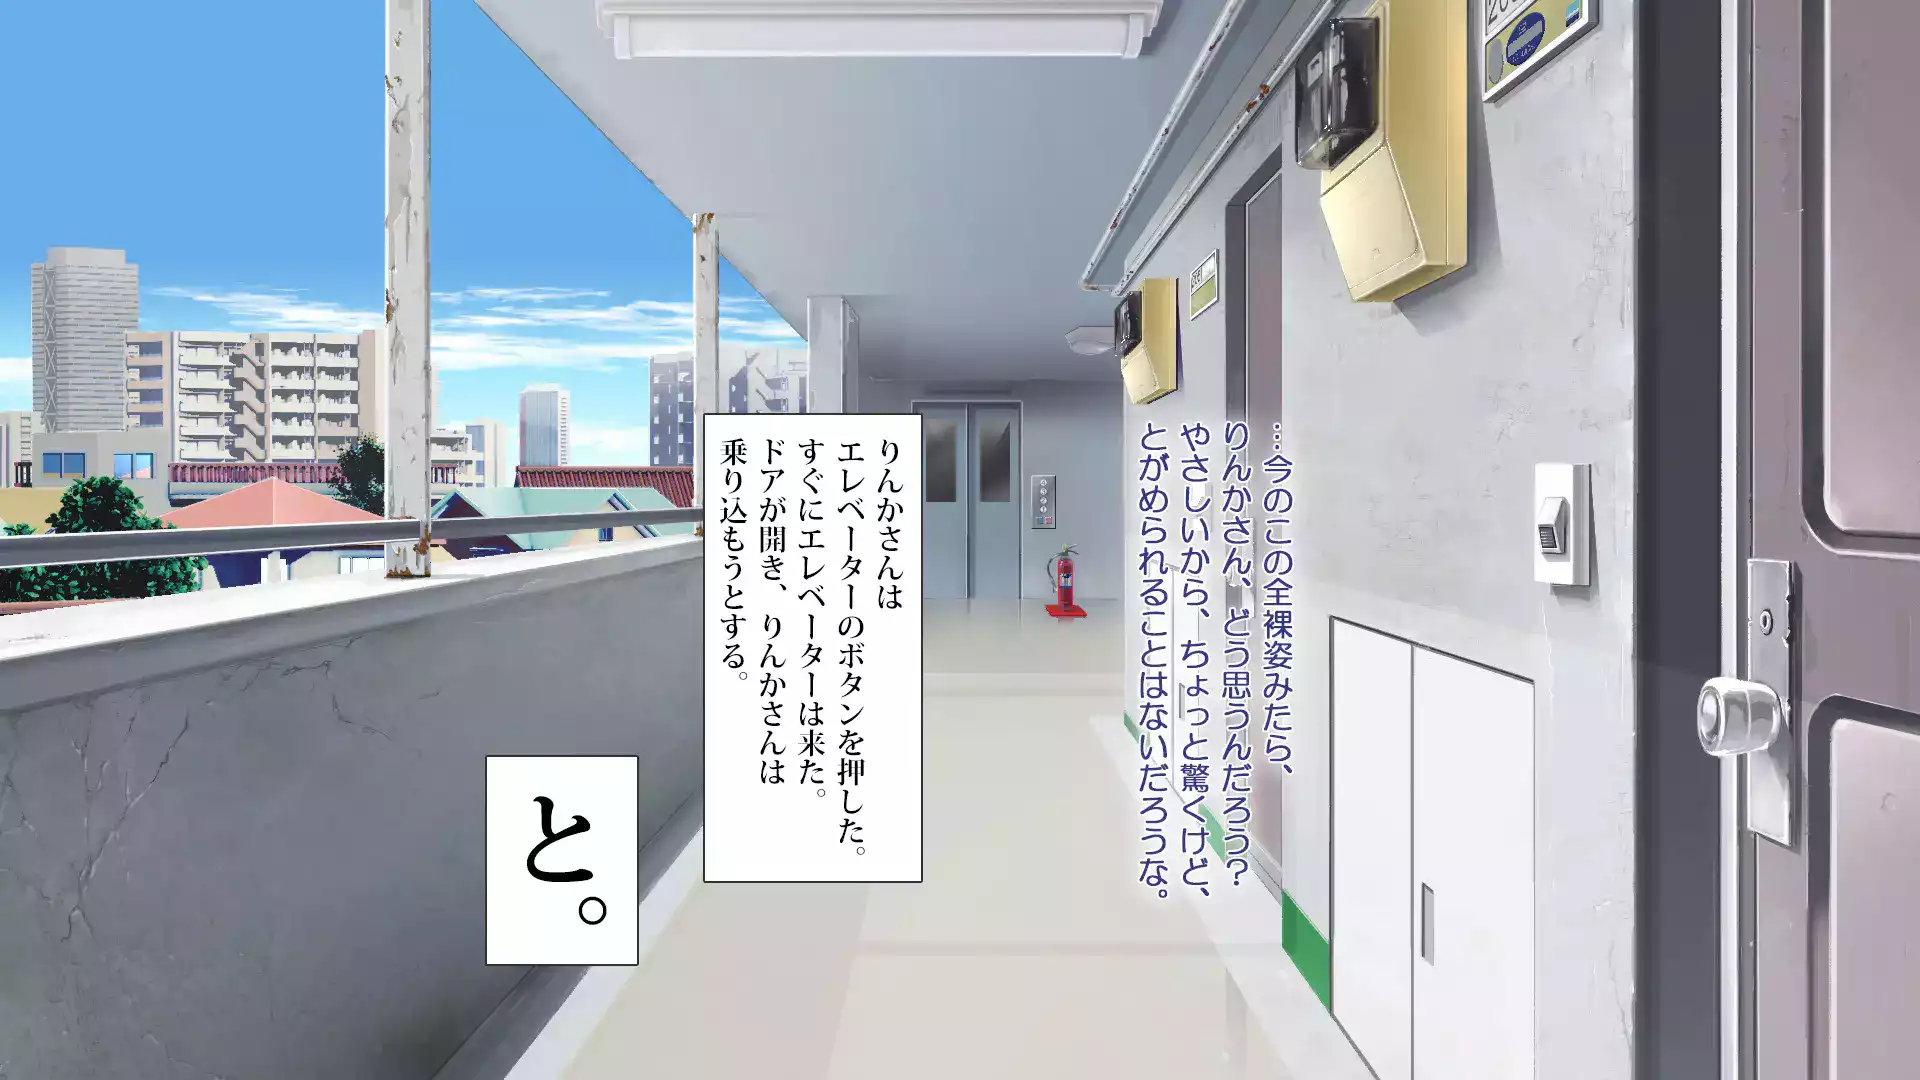 …今のこの全裸姿みたら、
りんかさん、どう思うんだろう?
やさしいから、ちょっと驚くけど、
とがめられることはないだろうな。
りんかさんは
エレベーターのボタンを押した。
すぐにエレベーターは来た。
ドアが開き、りんかさんは
乗り込もうとする。
と。